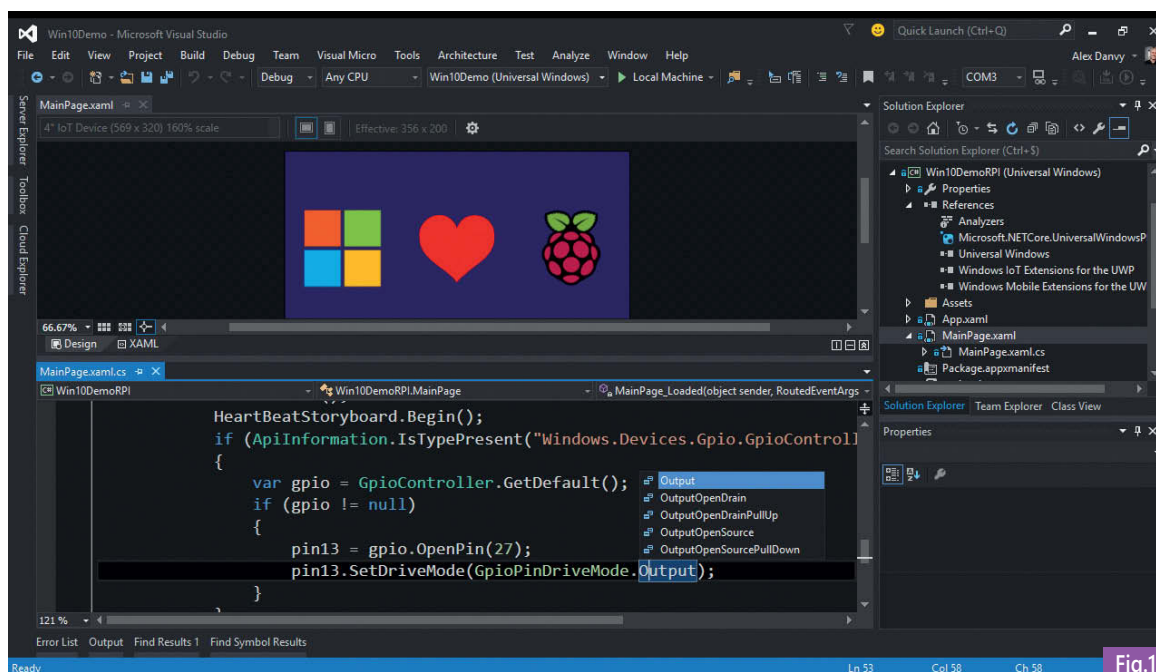 Win10Demo - Microsoft Visual Studio
Quick Launch (Ctrl+Q)
File Edit View Project Build Debug Team Visual Micro Tools Architecture Test Analyze Window Help
Alex Danvy
Debug Any CPU Win10Demo (Universal Windows) Local Machine COM3
Server Explorer
Toolbox
Cloud Explorer
MainPage.xaml
4" IoT Device (569 x 320) 160% scale Effective: 356 x 200
66.67%
Design XAML
MainPage.xaml.cs
C# Win10DemoRPI Win10DemoRPI.MainPage MainPage_Loaded(object sender, RoutedEventArgs
HeartBeatStoryboard.Begin();
if (ApiInformation.IsTypePresent("Windows.Devices.Gpio.GpioControll
{
var gpio = GpioController.GetDefault();
if (gpio != null)
{
pin13 = gpio.OpenPin(27);
pin13.SetDriveMode(GpioPinDriveMode.Output);
}
Output
OutputOpenDrain
OutputOpenDrainPullUp
OutputOpenSource
OutputOpenSourcePullDown
121 %
Error List Output Find Results 1 Find Symbol Results
Solution Explorer
Search Solution Explorer (Ctrl+$)
C# Win10DemoRPI (Universal Windows)
Properties
References
Analyzers
Microsoft.NETCore.UniversalWindowsP
Universal Windows
Windows IoT Extensions for the UWP
Windows Mobile Extensions for the UW
Assets
App.xaml
MainPage.xaml
MainPage.xaml.cs
Package.appxmanifest
Solution Explorer Team Explorer Class View
Properties
Ready Ln 53 Col 58 Ch 58
Fig.1